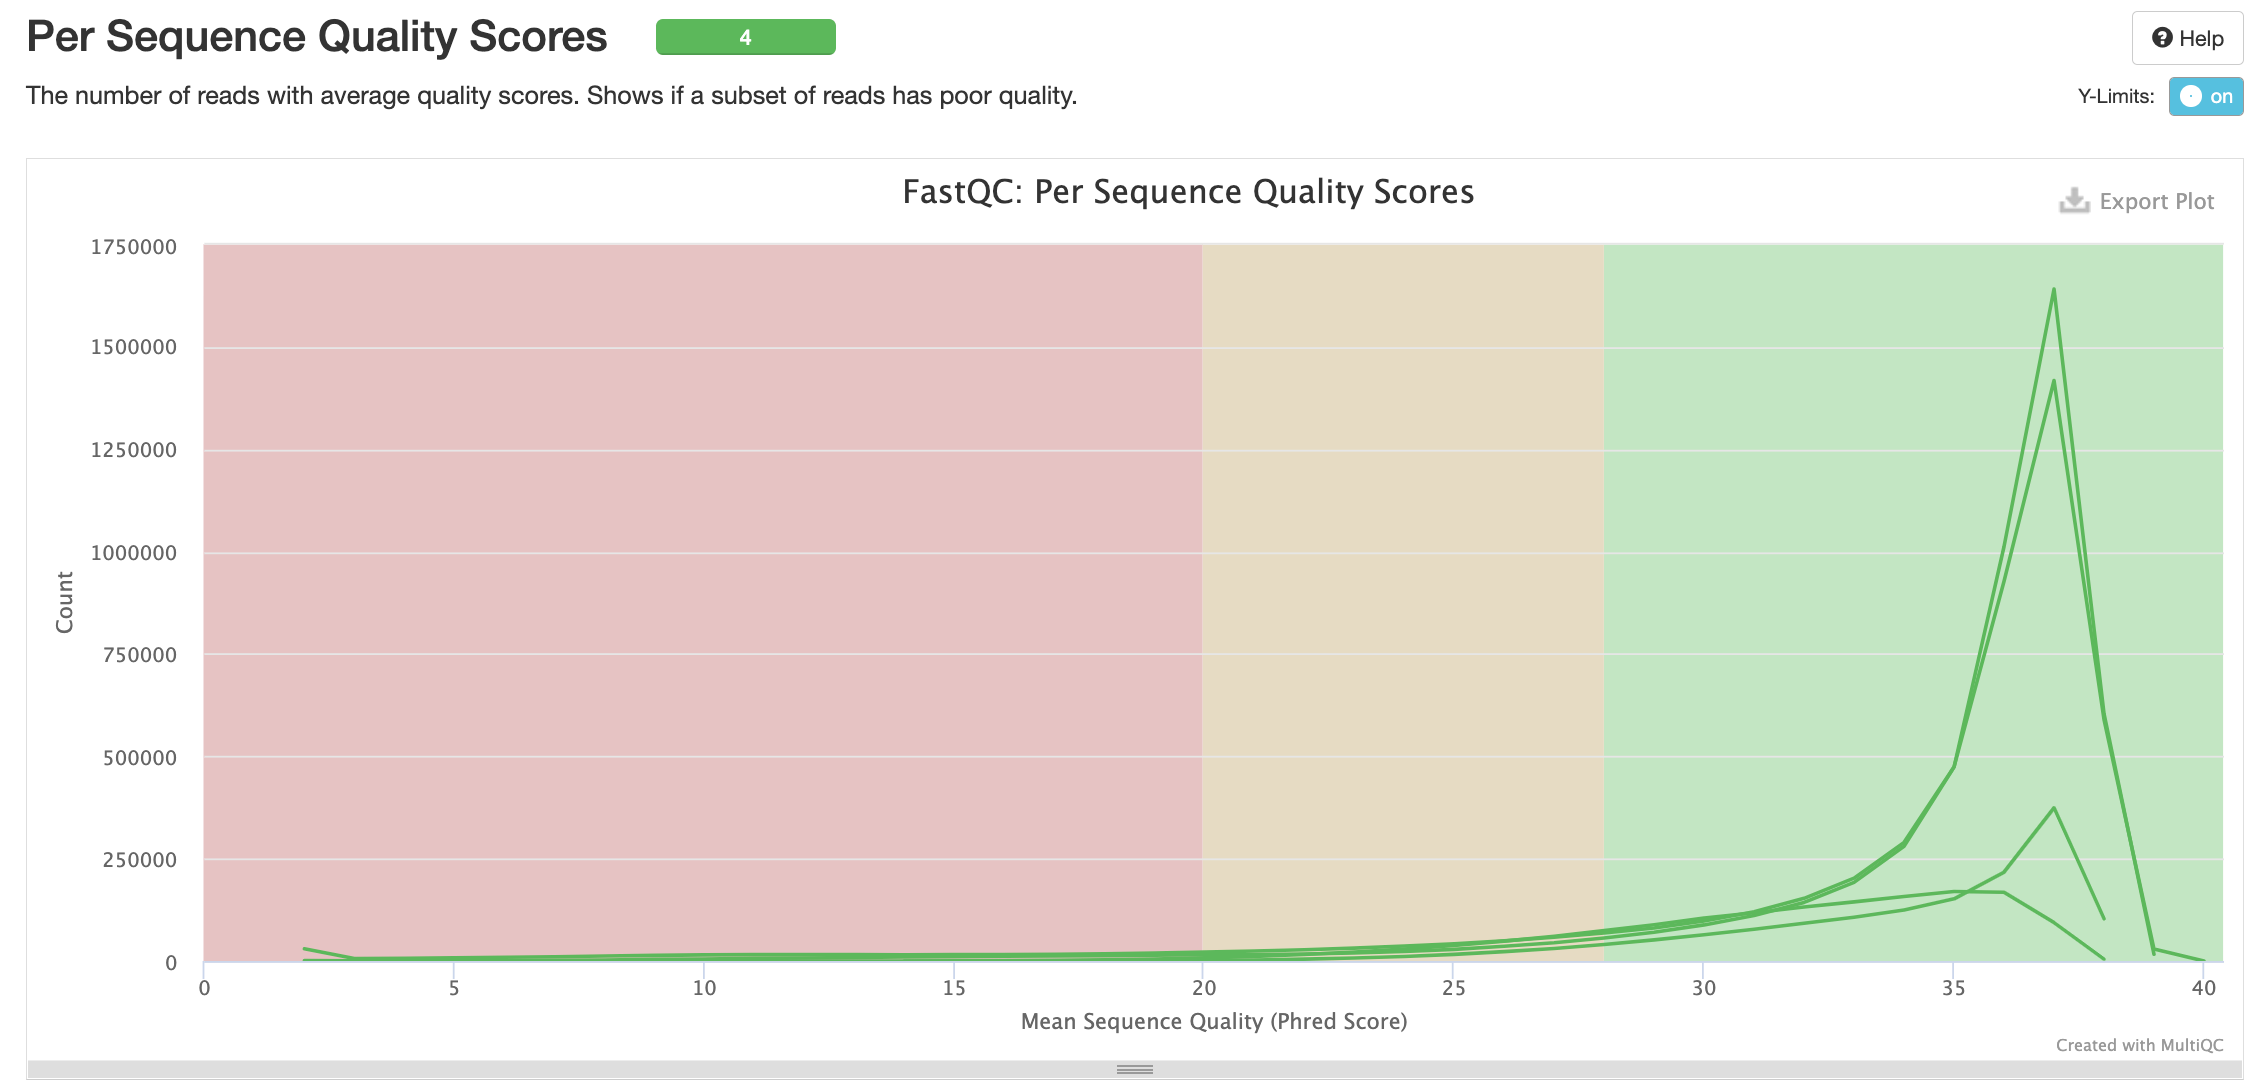 Per Sequence Quality Scores
4
Help
The number of reads with average quality scores. Shows if a subset of reads has poor quality.
Y-Limits: on
FastQC: Per Sequence Quality Scores
Export Plot
1750000
1500000
1250000
1000000
750000
500000
250000
0
Count
0 5 10 15 20 25 30 35 40
Mean Sequence Quality (Phred Score)
Created with MultiQC